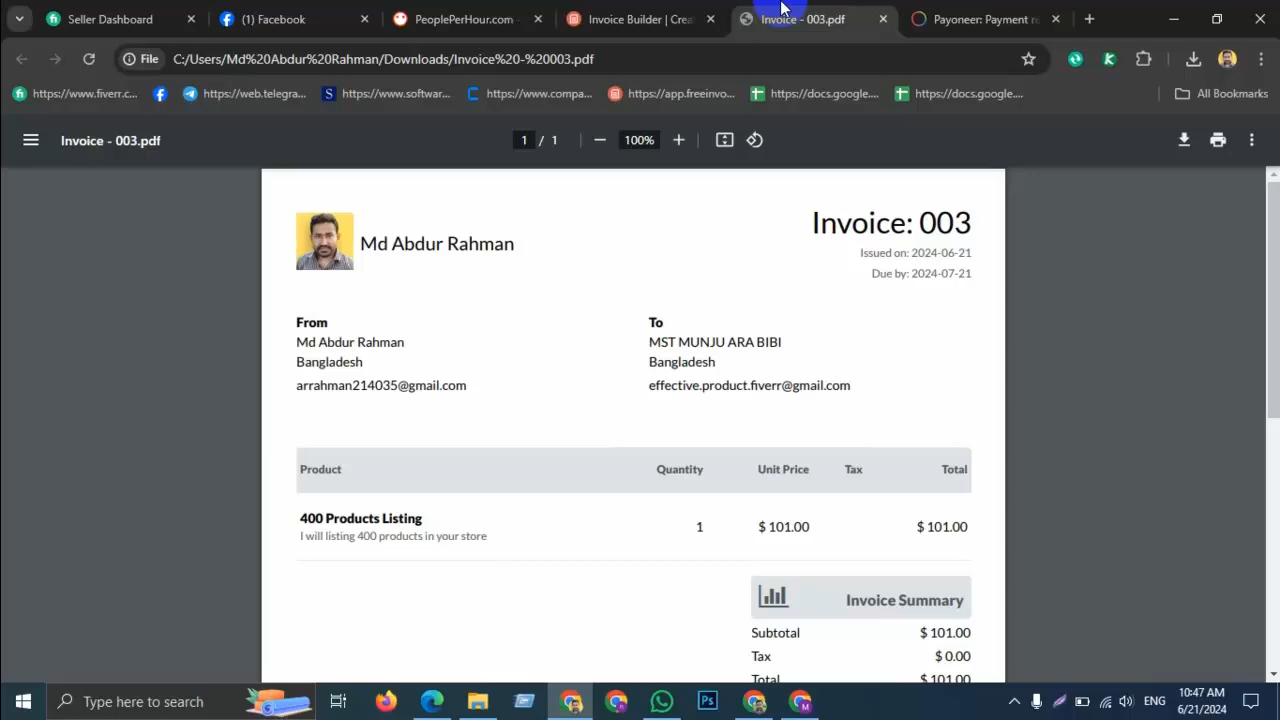 Seller Dashboard
(1) Facebook
PeoplePerHour.com -
Invoice Builder | Crea
Invoice - 003.pdf
Payoneer: Payment re
File
C:/Users/Md%20Abdur%20Rahman/Downloads/Invoice%20-%20003.pdf
https://www.fiverr.c...
https://web.telegra...
https://www.softwar...
https://www.compa...
https://app.freeinvo...
https://docs.google....
https://docs.google....
All Bookmarks
Invoice - 003.pdf
1 / 1
100%
Md Abdur Rahman
Invoice: 003
Issued on: 2024-06-21
Due by: 2024-07-21
From
Md Abdur Rahman
Bangladesh
arrahman214035@gmail.com
To
MST MUNJU ARA BIBI
Bangladesh
effective.product.fiverr@gmail.com
Product Quantity Unit Price Tax Total
400 Products Listing
I will listing 400 products in your store
1 $ 101.00 $ 101.00
Invoice Summary
Subtotal $ 101.00
Tax $ 0.00
Total $ 101.00
Type here to search
Ps
ENG
10:47 AM
6/21/2024